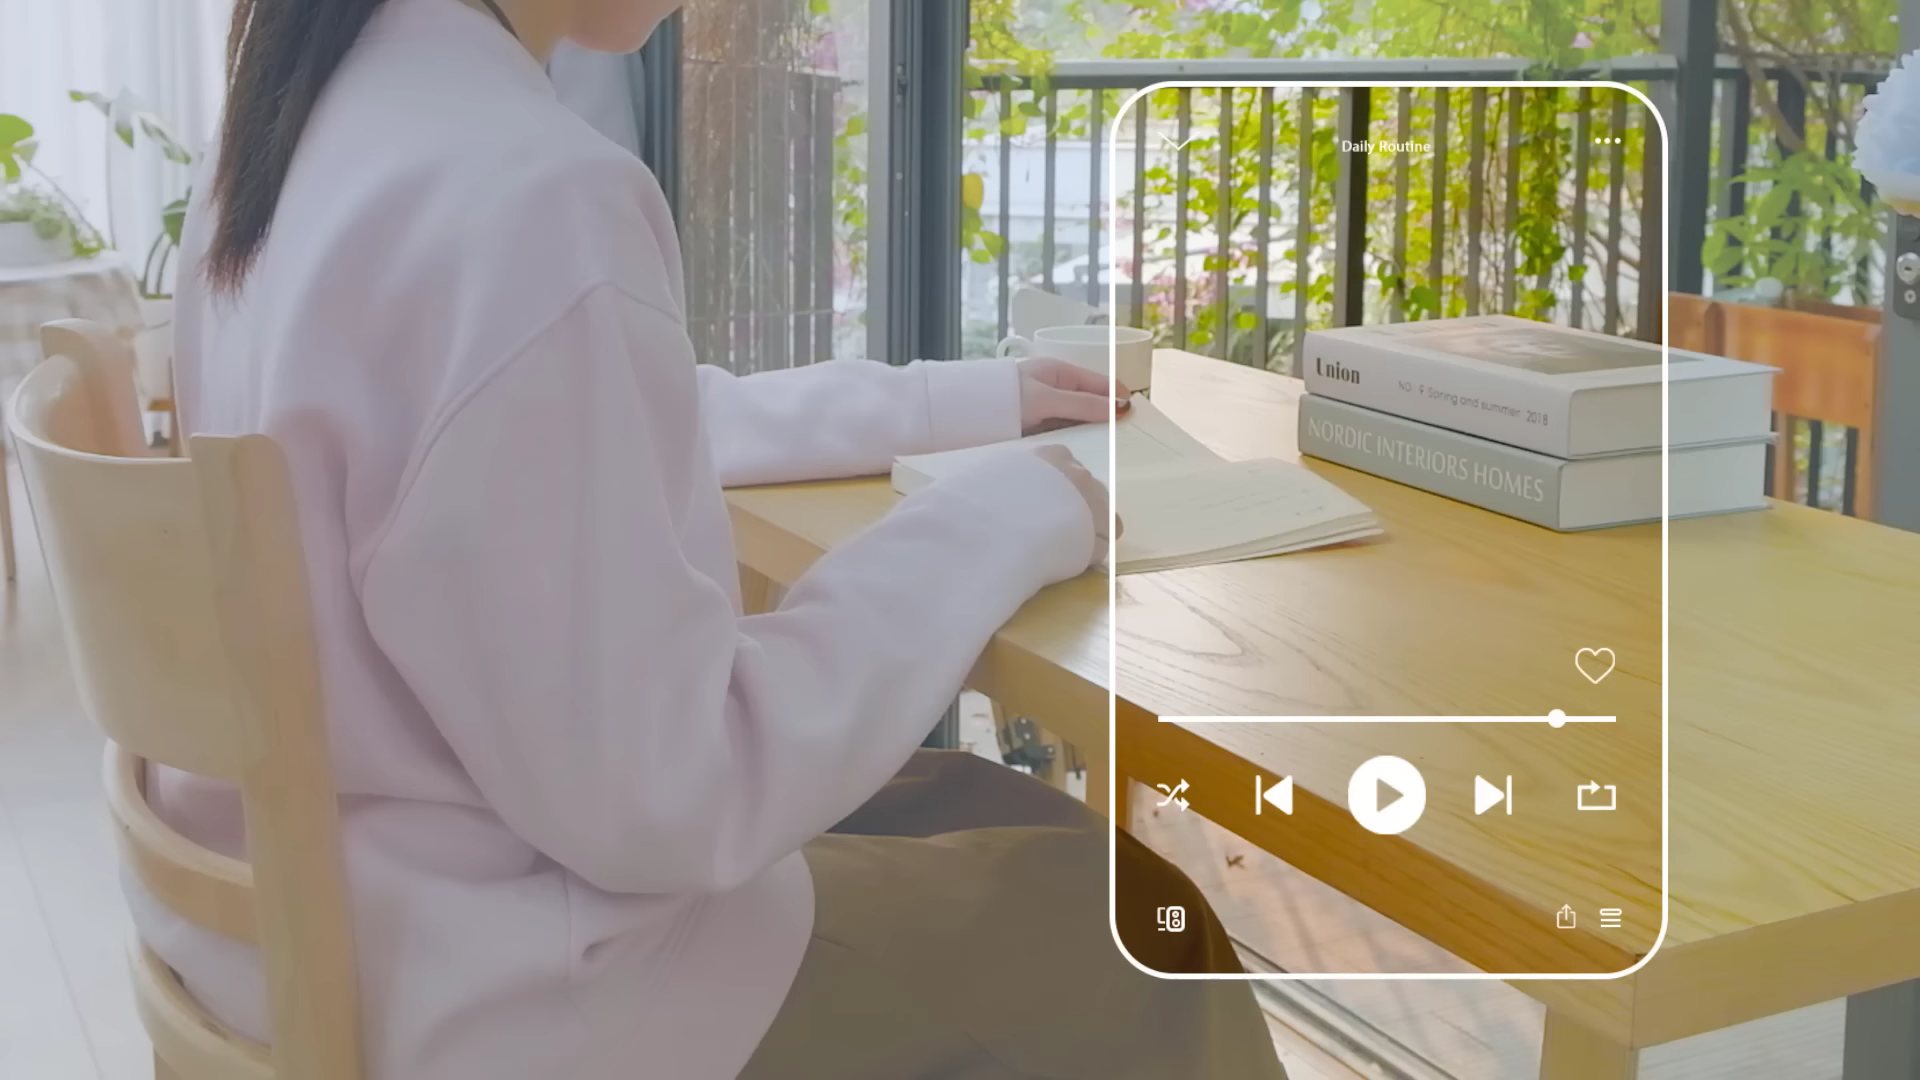 Daily Routine
Union
NO. 9 Spring and summer 2018
NORDIC INTERIORS HOMES